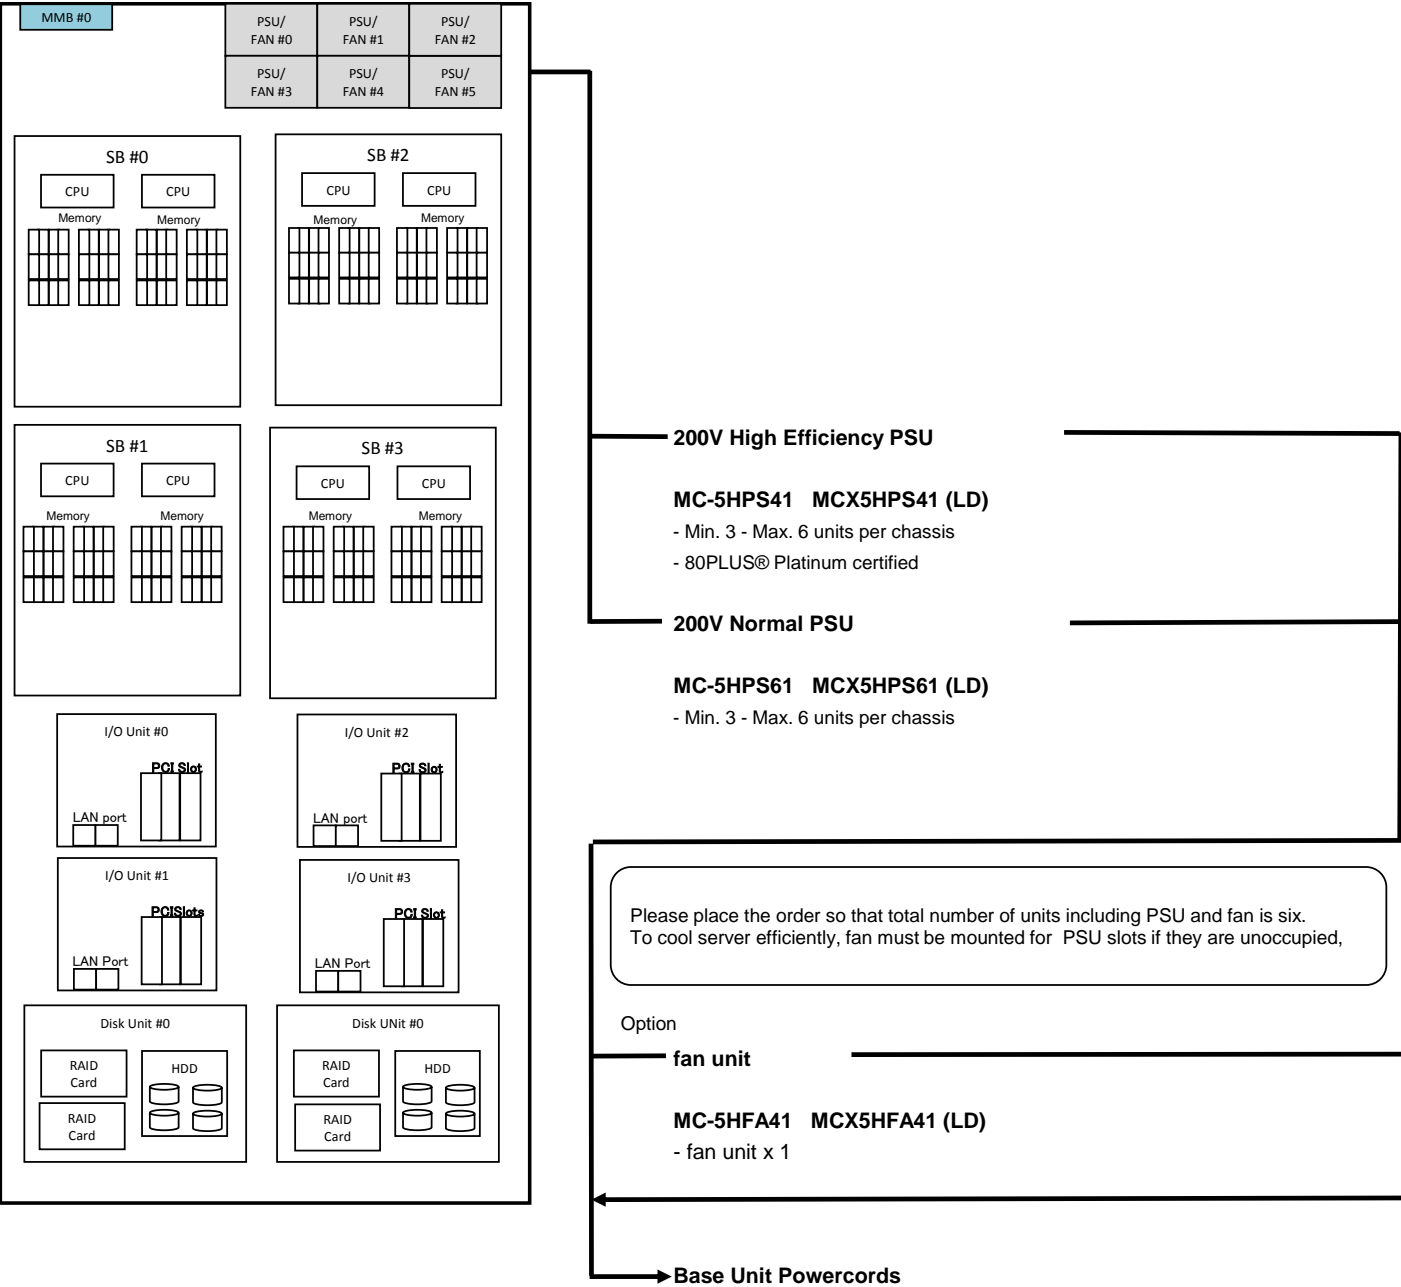 MMB #0
PSU/
FAN #0
PSU/
FAN #1
PSU/
FAN #2
PSU/
FAN #3
PSU/
FAN #4
PSU/
FAN #5
SB #0
CPU
CPU
Memory
Memory
SB #2
CPU
CPU
Memory
Memory
SB #1
CPU
CPU
Memory
Memory
SB #3
CPU
CPU
Memory
Memory
I/O Unit #0
PCI Slot
LAN port
I/O Unit #2
PCI Slot
LAN port
I/O Unit #1
PCISlots
LAN Port
I/O Unit #3
PCI Slot
LAN Port
Disk Unit #0
RAID
Card
RAID
Card
HDD
Disk UNit #0
RAID
Card
RAID
Card
HDD
200V High Efficiency PSU
MC-5HPS41 MCX5HPS41 (LD)
- Min. 3 - Max. 6 units per chassis
- 80PLUS® Platinum certified
200V Normal PSU
MC-5HPS61 MCX5HPS61 (LD)
- Min. 3 - Max. 6 units per chassis
Please place the order so that total number of units including PSU and fan is six.
To cool server efficiently, fan must be mounted for PSU slots if they are unoccupied,
Option
fan unit
MC-5HFA41 MCX5HFA41 (LD)
- fan unit x 1
Base Unit Powercords